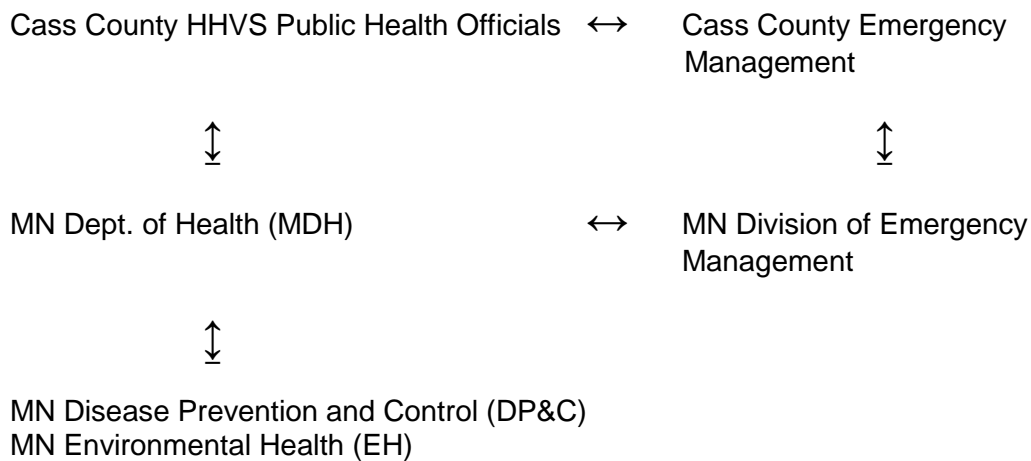 Cass County HHVS Public Health Officials ↔ Cass County Emergency
Management
↨ ↨
MN Dept. of Health (MDH) ↔ MN Division of Emergency
Management
↨
MN Disease Prevention and Control (DP&C)
MN Environmental Health (EH)